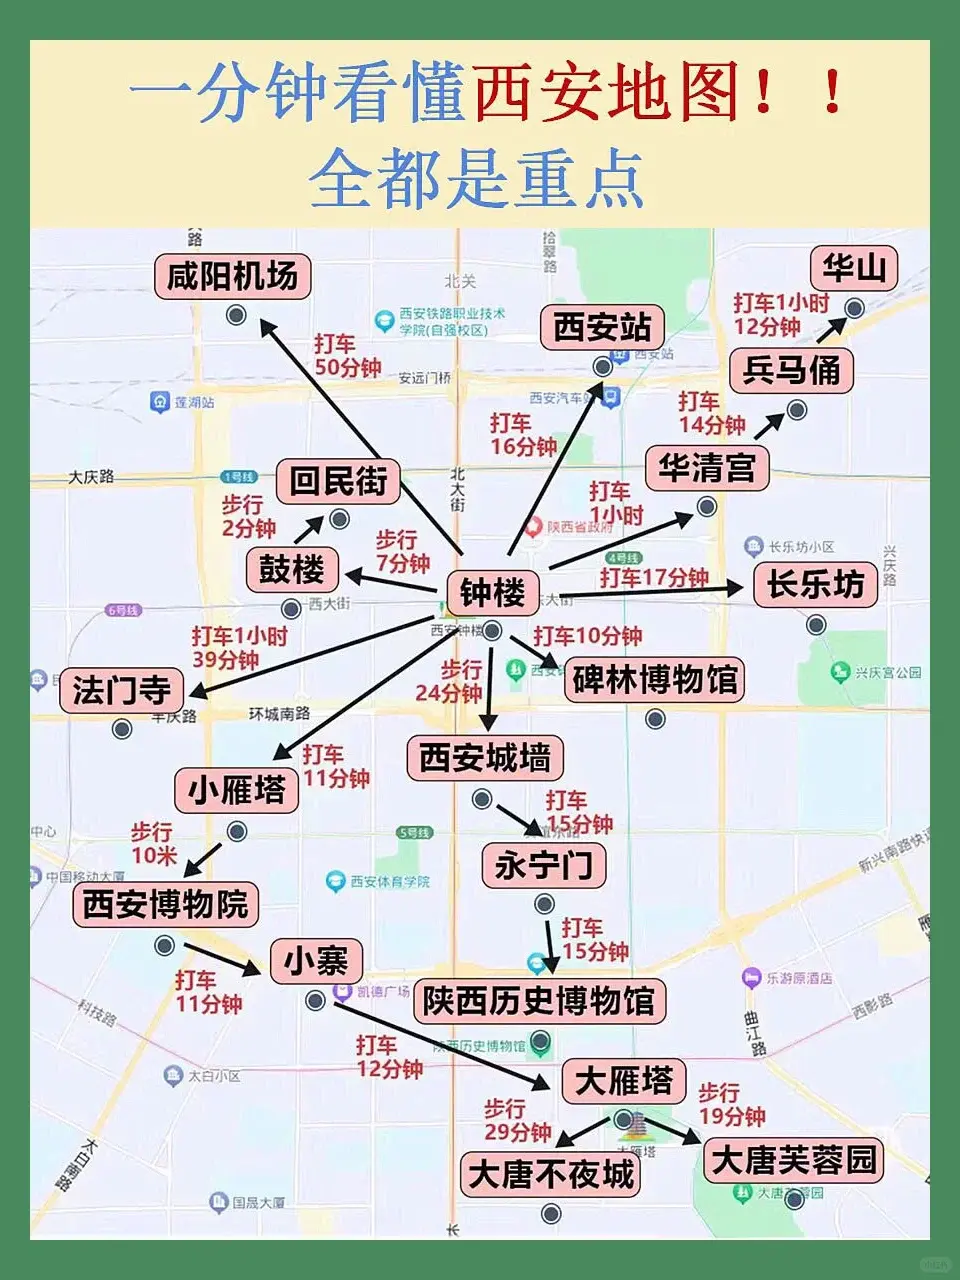 一分钟看懂西安地图！！
全都是重点
咸阳机场
打车
50分钟
北关
拾翠路
西安铁路职业技术
学院(自强校区)
西安站
西安站
华山
打车1小时
12分钟
兵马俑
安远门桥
莲湖站
西安汽车站
打车
16分钟
打车
14分钟
华清宫
大庆路
1号线
回民街
北大街
打车
1小时
步行
2分钟
陕西省政府
步行
7分钟
鼓楼
4号线
长乐坊小区
兴庆路
打车17分钟
长乐坊
钟楼
西大街
东大街
6号线
西安钟楼
打车1小时
39分钟
打车10分钟
步行
24分钟
碑林博物馆
兴庆宫公园
法门寺
丰庆路
环城南路
打车
11分钟
西安城墙
小雁塔
打车
15分钟
步行
10米
中心
5号线
永宁门
新兴南路快速
中国移动大厦
西安体育学院
西安博物院
打车
15分钟
小寨
打车
11分钟
凯德广场
陕西历史博物馆
乐游原酒店
科技路
西影路
曲江路
打车
12分钟
陕西历史博物馆
太白小区
大雁塔
步行
19分钟
步行
29分钟
大雁塔
太白南路
大唐不夜城
大唐芙蓉园
大唐芙蓉园
国晟大厦
小红书